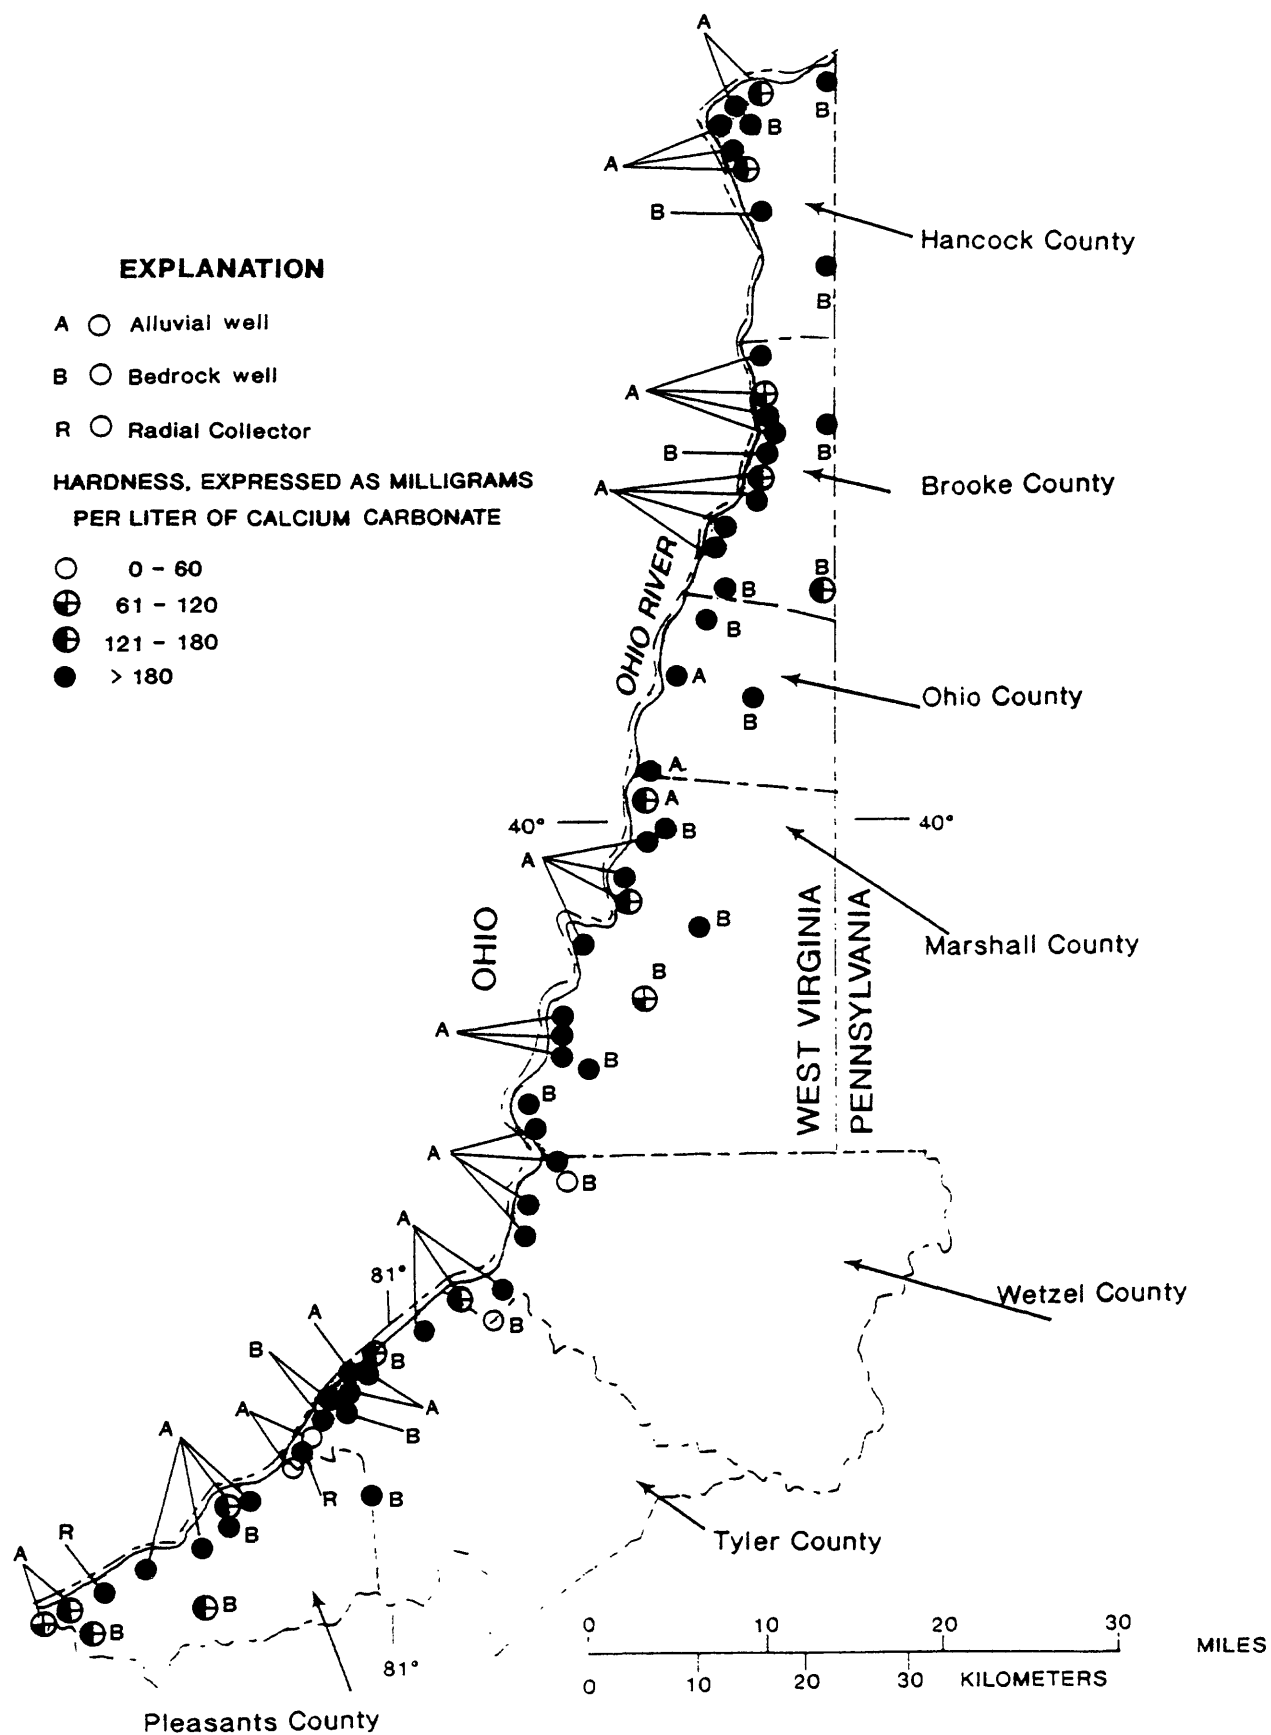 A
B
B
A
B
Hancock County
B
EXPLANATION
A Alluvial well
B Bedrock well
R Radial Collector
HARDNESS, EXPRESSED AS MILLIGRAMS
PER LITER OF CALCIUM CARBONATE
0 - 60
61 - 120
121 - 180
> 180
A
B
B
A
Brooke County
OHIO RIVER
B
B
B
A
B
Ohio County
A
A
40°
B
40°
A
B
OHIO
WEST VIRGINIA
PENNSYLVANIA
Marshall County
B
A
B
B
A
B
A
81°
Wetzel County
A
B
B
B
A
A
B
A
R
B
B
Tyler County
R
A
B
B
81°
0 10 20 30
MILES
0 10 20 30 KILOMETERS
Pleasants County